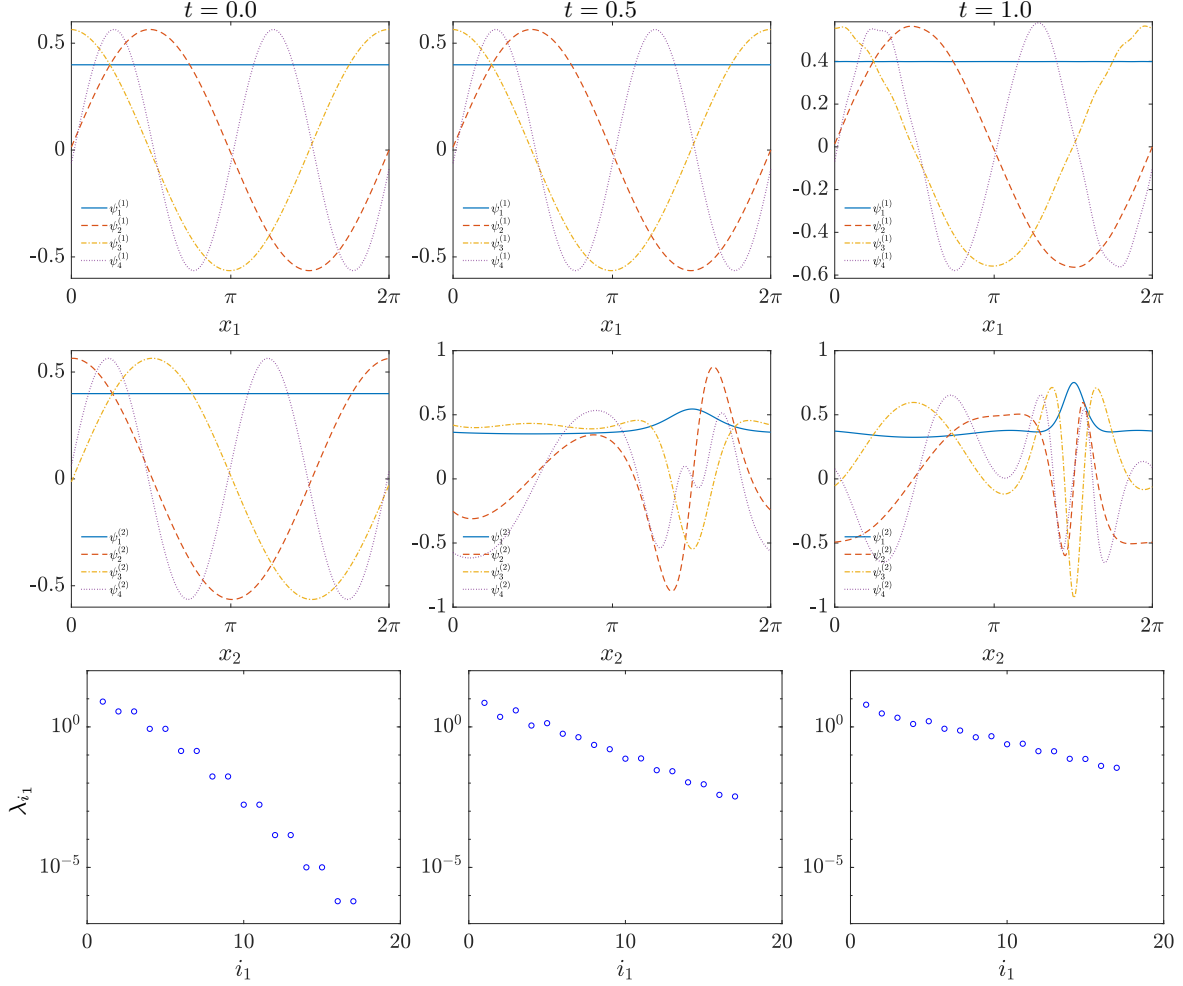 t = 0.0
t = 0.5
t = 1.0
0.5
0
-0.5
ψ₁⁽¹⁾
ψ₂⁽¹⁾
ψ₃⁽¹⁾
ψ₄⁽¹⁾
0
π
2π
x₁
0.5
0
-0.5
ψ₁⁽¹⁾
ψ₂⁽¹⁾
ψ₃⁽¹⁾
ψ₄⁽¹⁾
0
π
2π
x₁
0.4
0.2
0
-0.2
-0.4
-0.6
ψ₁⁽¹⁾
ψ₂⁽¹⁾
ψ₃⁽¹⁾
ψ₄⁽¹⁾
0
π
2π
x₁
0.5
0
-0.5
ψ₁⁽²⁾
ψ₂⁽²⁾
ψ₃⁽²⁾
ψ₄⁽²⁾
0
π
2π
x₂
1
0.5
0
-0.5
-1
ψ₁⁽²⁾
ψ₂⁽²⁾
ψ₃⁽²⁾
ψ₄⁽²⁾
0
π
2π
x₂
1
0.5
0
-0.5
-1
ψ₁⁽²⁾
ψ₂⁽²⁾
ψ₃⁽²⁾
ψ₄⁽²⁾
0
π
2π
x₂
10⁰
10⁻⁵
λᵢ₁
0
10
20
i₁
10⁰
10⁻⁵
0
10
20
i₁
10⁰
10⁻⁵
0
10
20
i₁